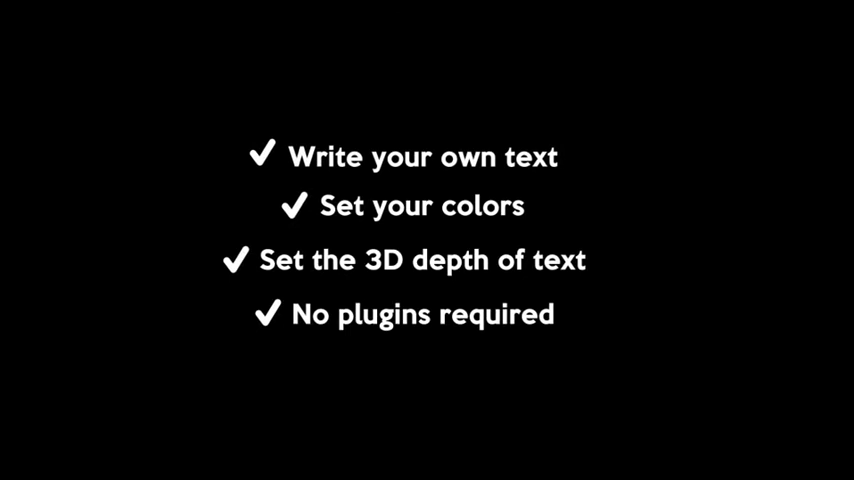 ✔ Write your own text
✔ Set your colors
✔ Set the 3D depth of text
✔ No plugins required